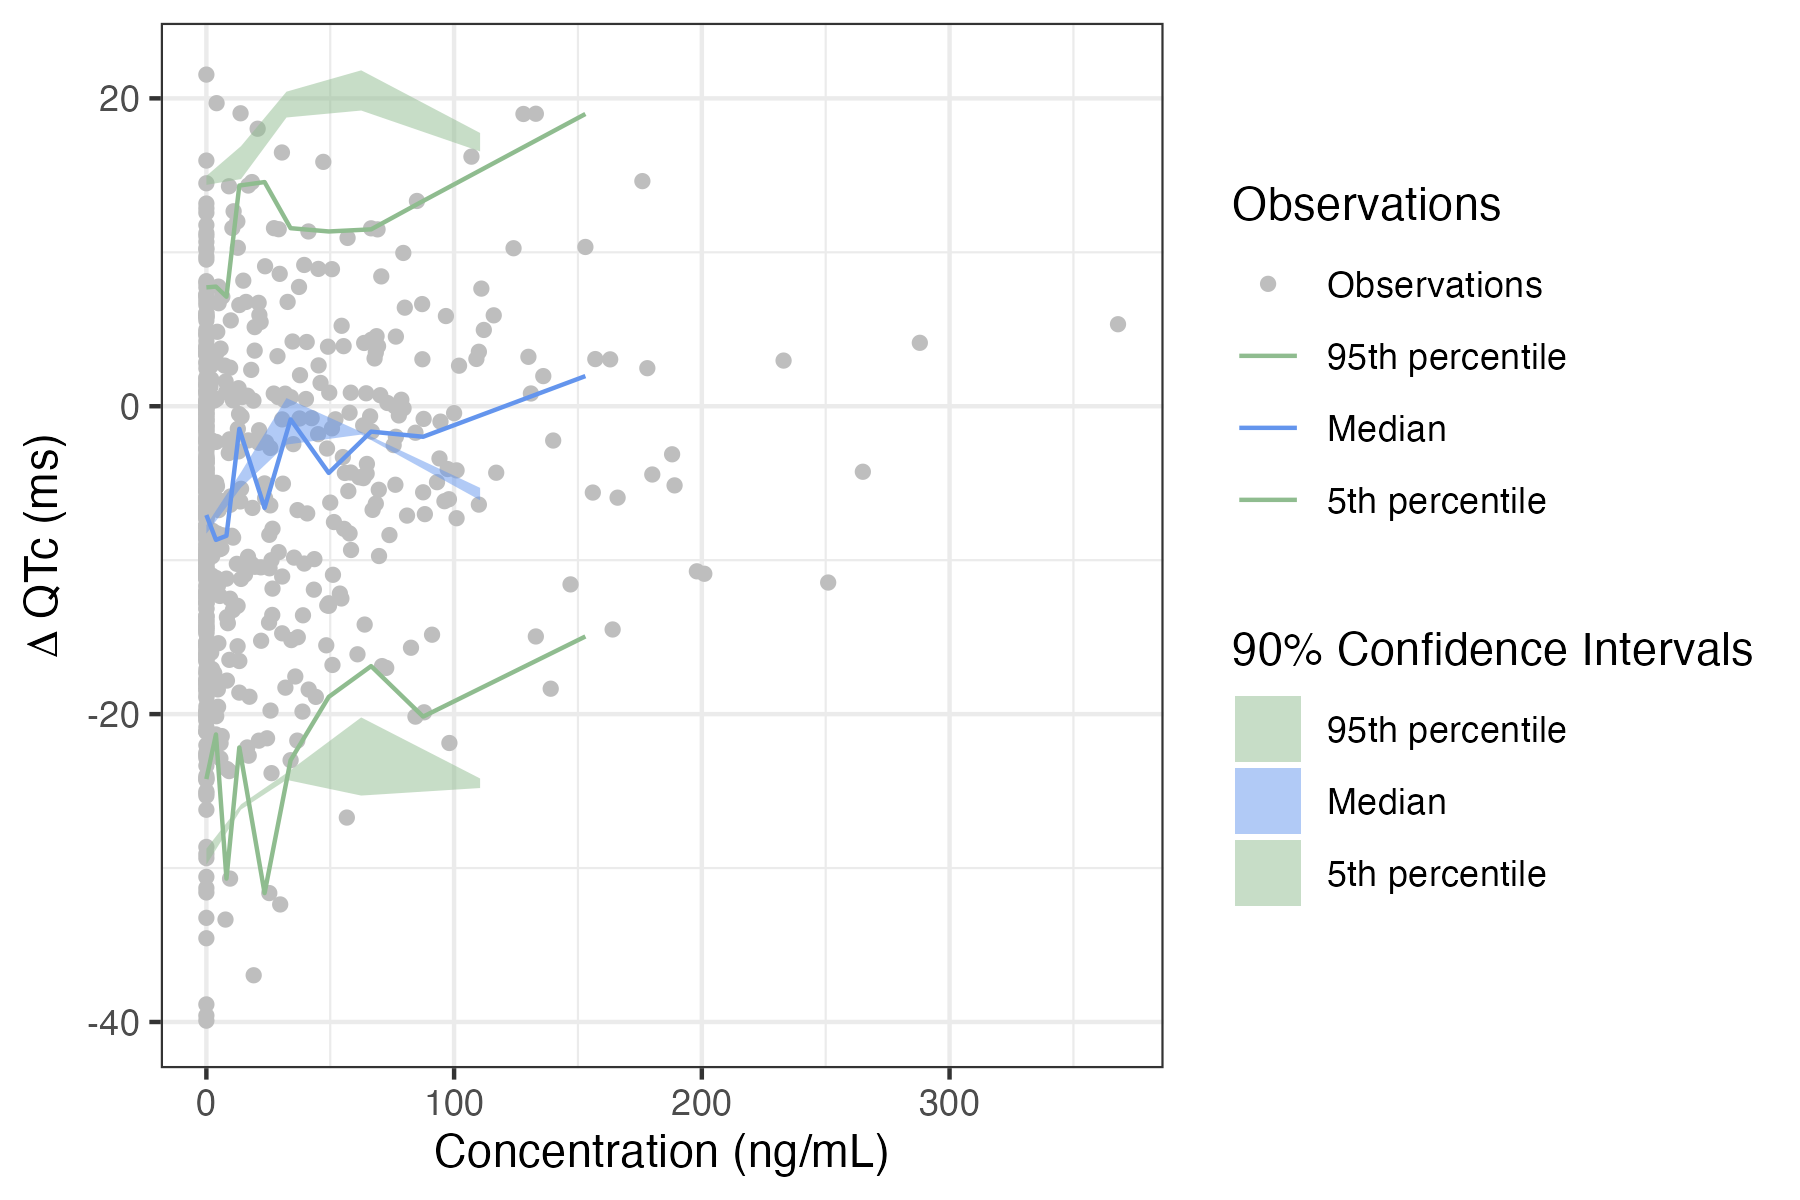 20
0
-20
-40
Δ QTc (ms)
0 100 200 300
Concentration (ng/mL)
Observations
Observations
95th percentile
Median
5th percentile
90% Confidence Intervals
95th percentile
Median
5th percentile